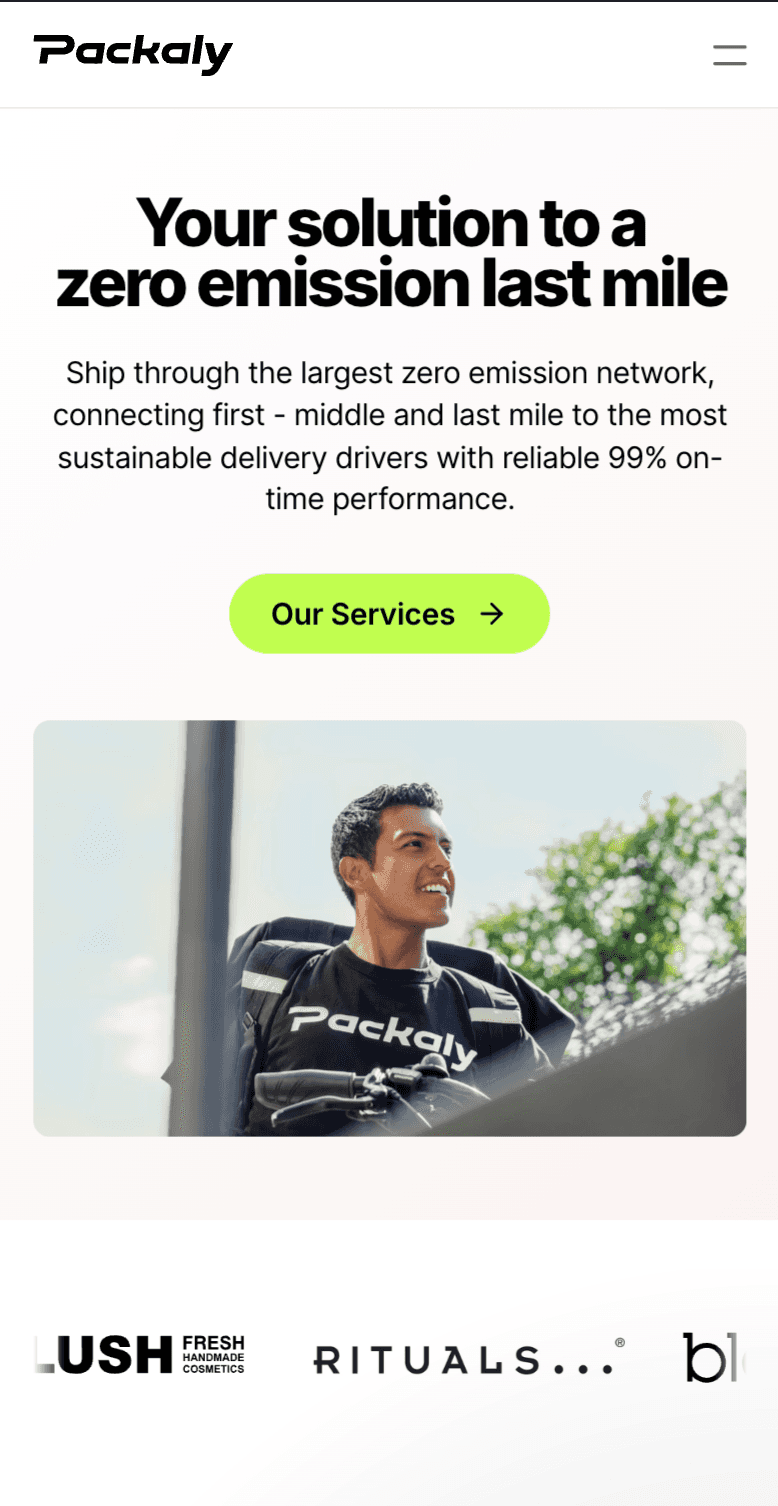 Packaly
Your solution to a
zero emission last mile
Ship through the largest zero emission network,
connecting first - middle and last mile to the most
sustainable delivery drivers with reliable 99% on-
time performance.
Our Services →
Packaly
LUSH FRESH
HANDMADE
COSMETICS
RITUALS...®